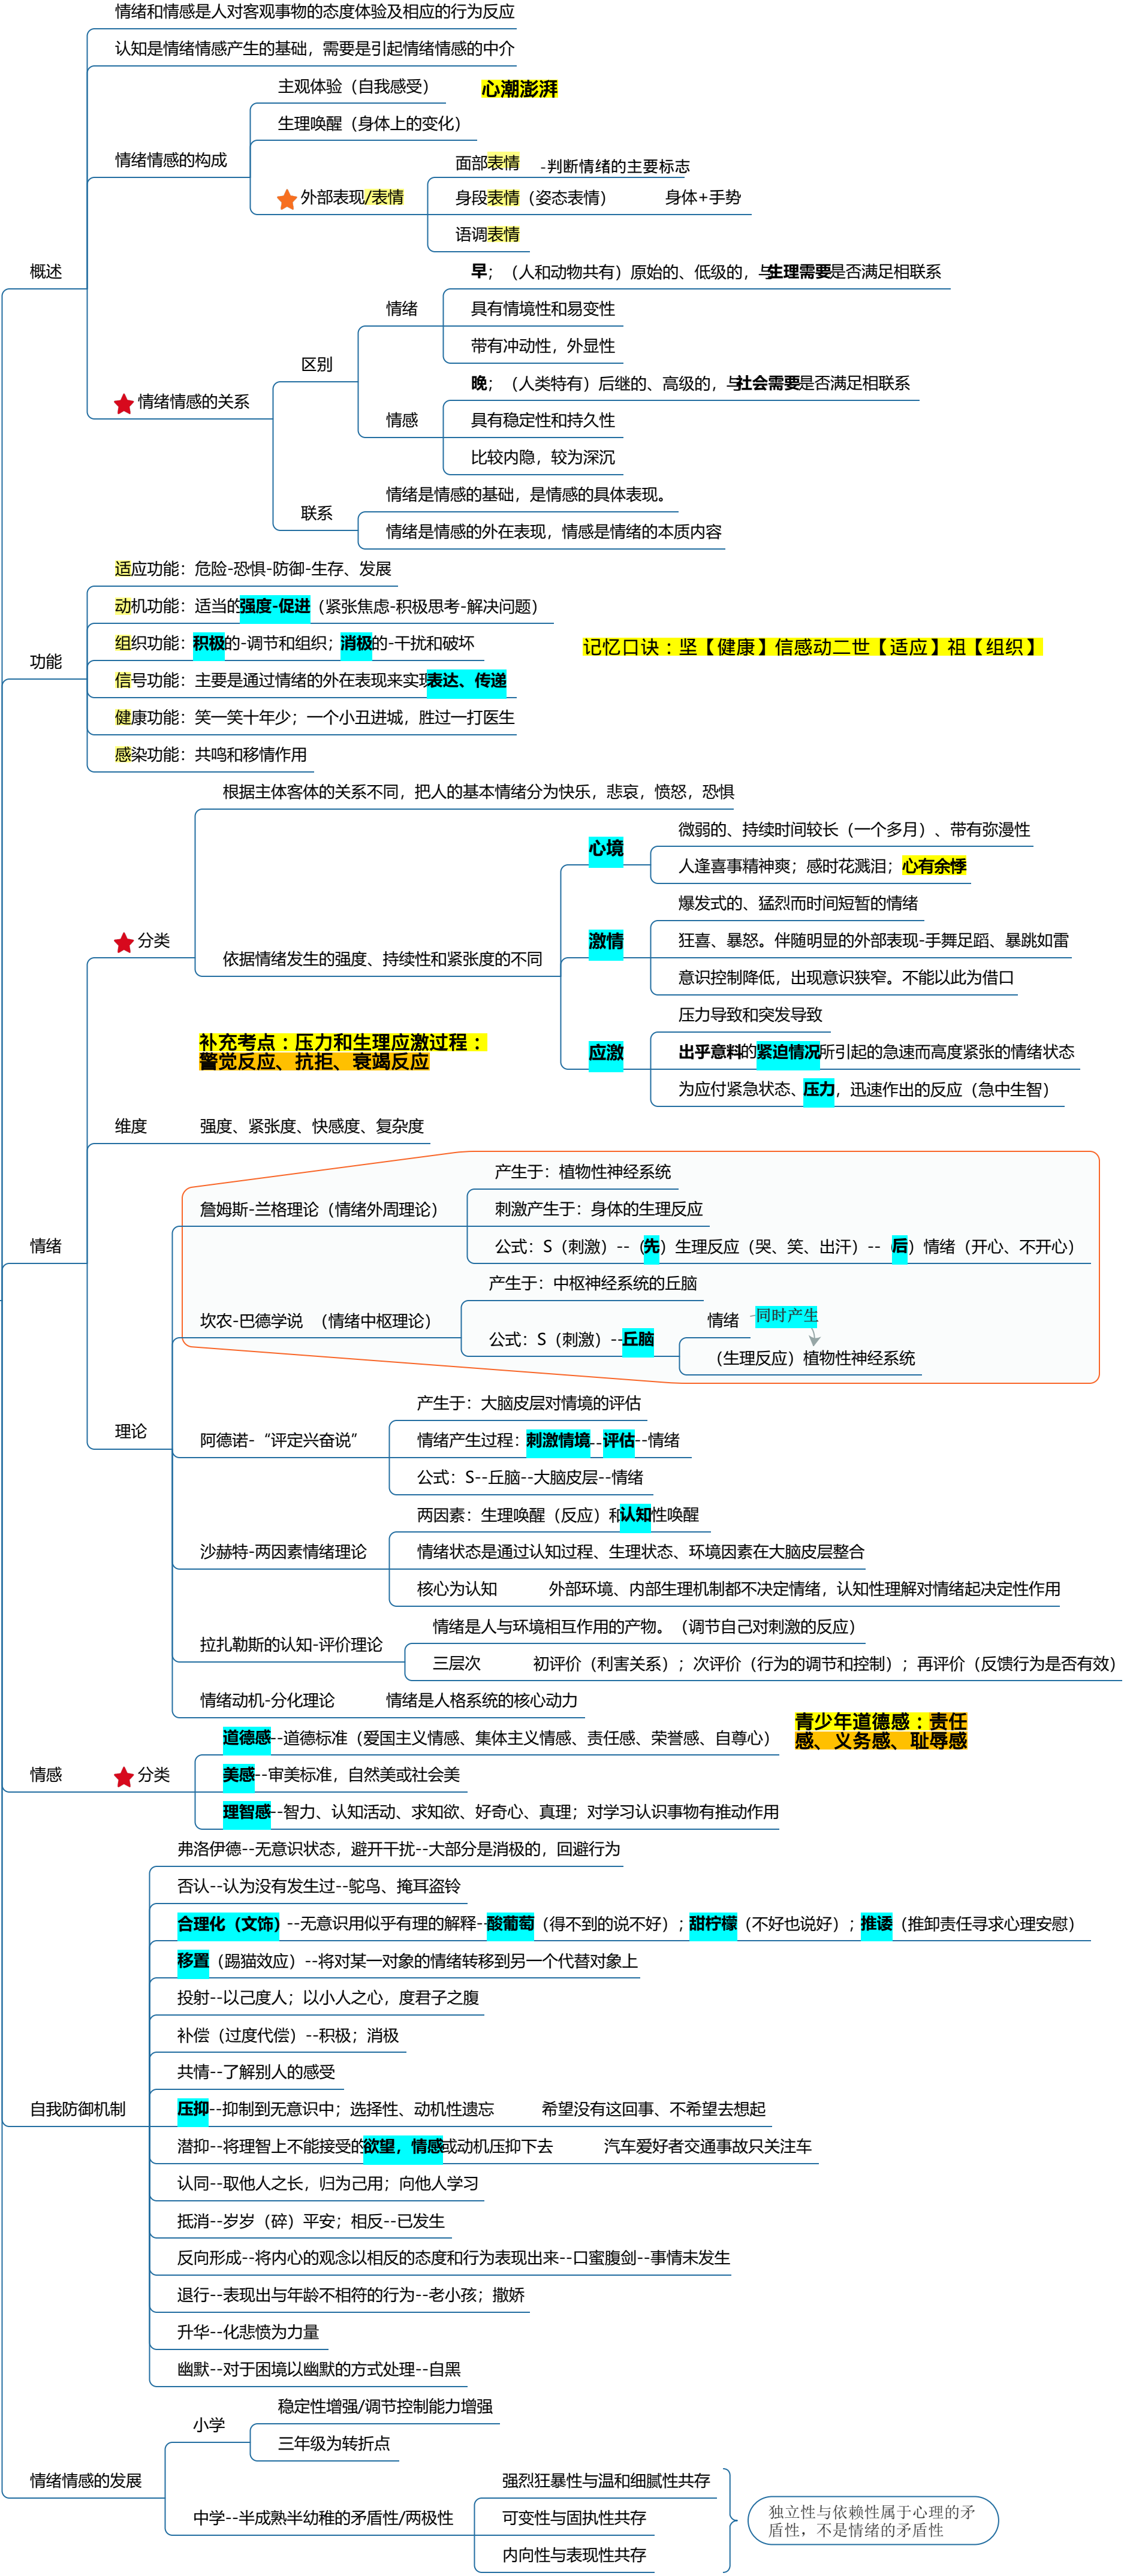 情绪和情感是人对客观事物的态度体验及相应的行为反应
认知是情绪情感产生的基础，需要是引起情绪情感的中介
主观体验（自我感受）
心潮澎湃
生理唤醒（身体上的变化）
情绪情感的构成
面部表情
-判断情绪的主要标志
外部表现/表情
身段表情（姿态表情）
身体+手势
语调表情
概述
早；（人和动物共有）原始的、低级的，与生理需要是否满足相联系
情绪
具有情境性和易变性
带有冲动性，外显性
区别
晚；（人类特有）后继的、高级的，与社会需要是否满足相联系
情绪情感的关系
情感
具有稳定性和持久性
比较内隐，较为深沉
情绪是情感的基础，是情感的具体表现。
联系
情绪是情感的外在表现，情感是情绪的本质内容
适应功能：危险-恐惧-防御-生存、发展
动机功能：适当的强度-促进（紧张焦虑-积极思考-解决问题）
组织功能：积极的-调节和组织；消极的-干扰和破坏
记忆口诀：坚【健康】信感动二世【适应】祖【组织】
功能
信号功能：主要是通过情绪的外在表现来实现表达、传递
健康功能：笑一笑十年少；一个小丑进城，胜过一打医生
感染功能：共鸣和移情作用
根据主体客体的关系不同，把人的基本情绪分为快乐，悲哀，愤怒，恐惧
微弱的、持续时间较长（一个多月）、带有弥漫性
心境
人逢喜事精神爽；感时花溅泪；心有余悸
爆发式的、猛烈而时间短暂的情绪
分类
激情
狂喜、暴怒。伴随明显的外部表现-手舞足蹈、暴跳如雷
依据情绪发生的强度、持续性和紧张度的不同
意识控制降低，出现意识狭窄。不能以此为借口
压力导致和突发导致
补充考点：压力和生理应激过程：
警觉反应、抗拒、衰竭反应
应激
出乎意料的紧迫情况所引起的急速而高度紧张的情绪状态
为应付紧急状态、压力，迅速作出的反应（急中生智）
维度
强度、紧张度、快感度、复杂度
情绪
产生于：植物性神经系统
詹姆斯-兰格理论（情绪外周理论）
刺激产生于：身体的生理反应
公式：S（刺激）--（先）生理反应（哭、笑、出汗）--（后）情绪（开心、不开心）
产生于：中枢神经系统的丘脑
坎农-巴德学说 （情绪中枢理论）
情绪
同时产生
公式：S（刺激）--丘脑
（生理反应）植物性神经系统
理论
产生于：大脑皮层对情境的评估
阿德诺-“评定兴奋说”
情绪产生过程：刺激情境--评估--情绪
公式：S--丘脑--大脑皮层--情绪
两因素：生理唤醒（反应）和认知性唤醒
沙赫特-两因素情绪理论
情绪状态是通过认知过程、生理状态、环境因素在大脑皮层整合
核心为认知
外部环境、内部生理机制都不决定情绪，认知性理解对情绪起决定性作用
情绪是人与环境相互作用的产物。（调节自己对刺激的反应）
拉扎勒斯的认知-评价理论
三层次
初评价（利害关系）；次评价（行为的调节和控制）；再评价（反馈行为是否有效）
情绪动机-分化理论
情绪是人格系统的核心动力
道德感--道德标准（爱国主义情感、集体主义情感、责任感、荣誉感、自尊心）
青少年道德感：责任
感、义务感、耻辱感
情感
分类
美感--审美标准，自然美或社会美
理智感--智力、认知活动、求知欲、好奇心、真理；对学习认识事物有推动作用
弗洛伊德--无意识状态，避开干扰--大部分是消极的，回避行为
否认--认为没有发生过--鸵鸟、掩耳盗铃
合理化（文饰）--无意识用似乎有理的解释--酸葡萄（得不到的说不好）；甜柠檬（不好也说好）；推诿（推卸责任寻求心理安慰）
移置（踢猫效应）--将对某一对象的情绪转移到另一个代替对象上
投射--以己度人；以小人之心，度君子之腹
补偿（过度代偿）--积极；消极
共情--了解别人的感受
自我防御机制
压抑--抑制到无意识中；选择性、动机性遗忘
希望没有这回事、不希望去想起
潜抑--将理智上不能接受的欲望，情感或动机压抑下去
汽车爱好者交通事故只关注车
认同--取他人之长，归为己用；向他人学习
抵消--岁岁（碎）平安；相反--已发生
反向形成--将内心的观念以相反的态度和行为表现出来--口蜜腹剑--事情未发生
退行--表现出与年龄不相符的行为--老小孩；撒娇
升华--化悲愤为力量
幽默--对于困境以幽默的方式处理--自黑
稳定性增强/调节控制能力增强
小学
三年级为转折点
情绪情感的发展
强烈狂暴性与温和细腻性共存
中学--半成熟半幼稚的矛盾性/两极性
可变性与固执性共存
独立性与依赖性属于心理的矛
盾性，不是情绪的矛盾性
内向性与表现性共存